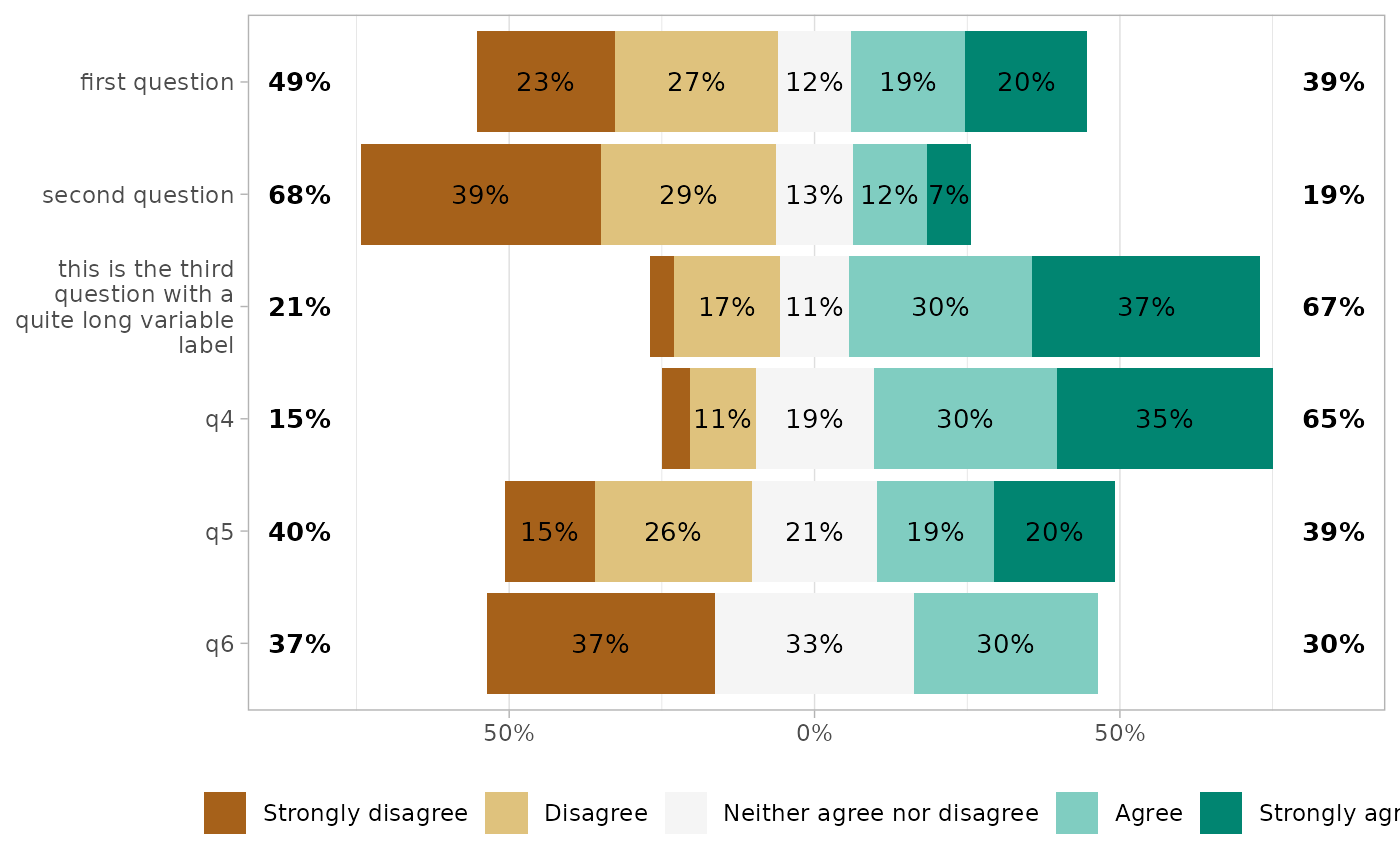 first question 49% 23% 27% 12% 19% 20% 39%
second question 68% 39% 29% 13% 12% 7% 19%
this is the third
question with a
quite long variable
label
21% 17% 11% 30% 37% 67%
q4 15% 11% 19% 30% 35% 65%
q5 40% 15% 26% 21% 19% 20% 39%
q6 37% 37% 33% 30% 30%
50% 0% 50%
Strongly disagree Disagree Neither agree nor disagree Agree Strongly agr